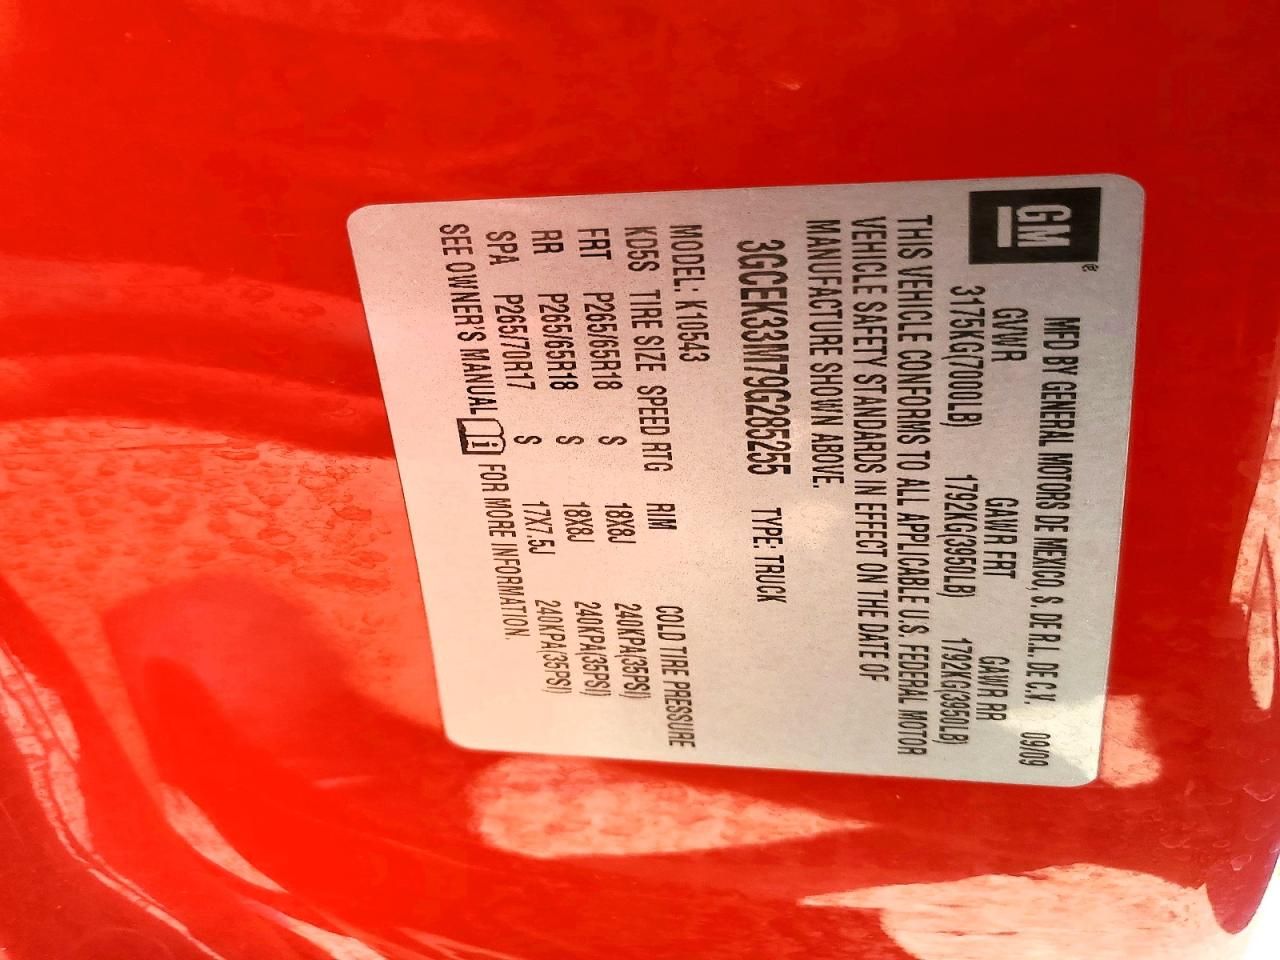 GM®
MFD BY GENERAL MOTORS DE MEXICO, S. DE R.L. DE C.V. 09/09
GVWR GAWR FRT GAWR RR
3175KG(7000LB) 1792KG(3950LB) 1792KG(3950LB)
THIS VEHICLE CONFORMS TO ALL APPLICABLE U.S. FEDERAL MOTOR
VEHICLE SAFETY STANDARDS IN EFFECT ON THE DATE OF
MANUFACTURE SHOWN ABOVE.
3GCEK33M79G285255 TYPE: TRUCK
MODEL: K10543
KD5S TIRE SIZE SPEED RTG RIM COLD TIRE PRESSURE
FRT P265/65R18 S 18X8J 240KPA(35PSI)
RR P265/65R18 S 18X8J 240KPA(35PSI)
SPA P265/70R17 S 17X7.5J 240KPA(35PSI)
SEE OWNER'S MANUAL i FOR MORE INFORMATION